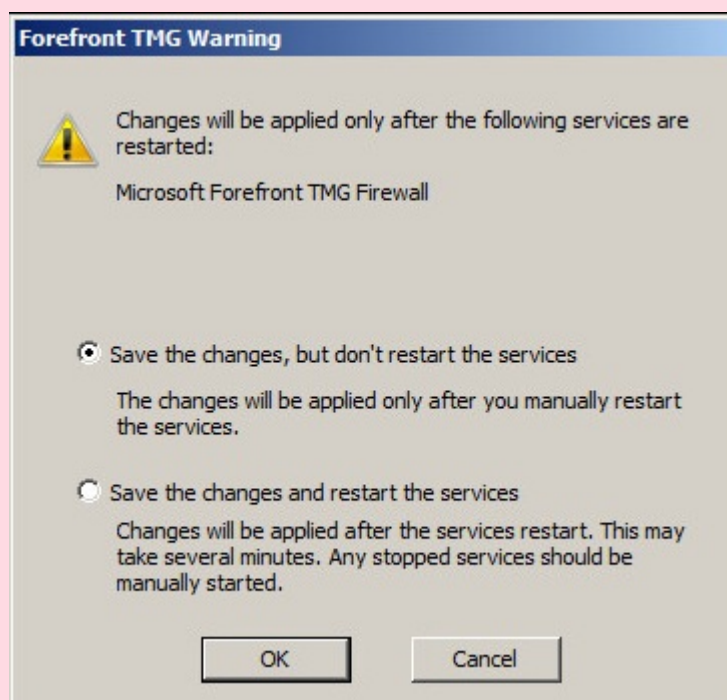 Forefront TMG Warning
Changes will be applied only after the following services are
restarted:
Microsoft Forefront TMG Firewall
Save the changes, but don't restart the services
The changes will be applied only after you manually restart
the services.
Save the changes and restart the services
Changes will be applied after the services restart. This may
take several minutes. Any stopped services should be
manually started.
OK
Cancel